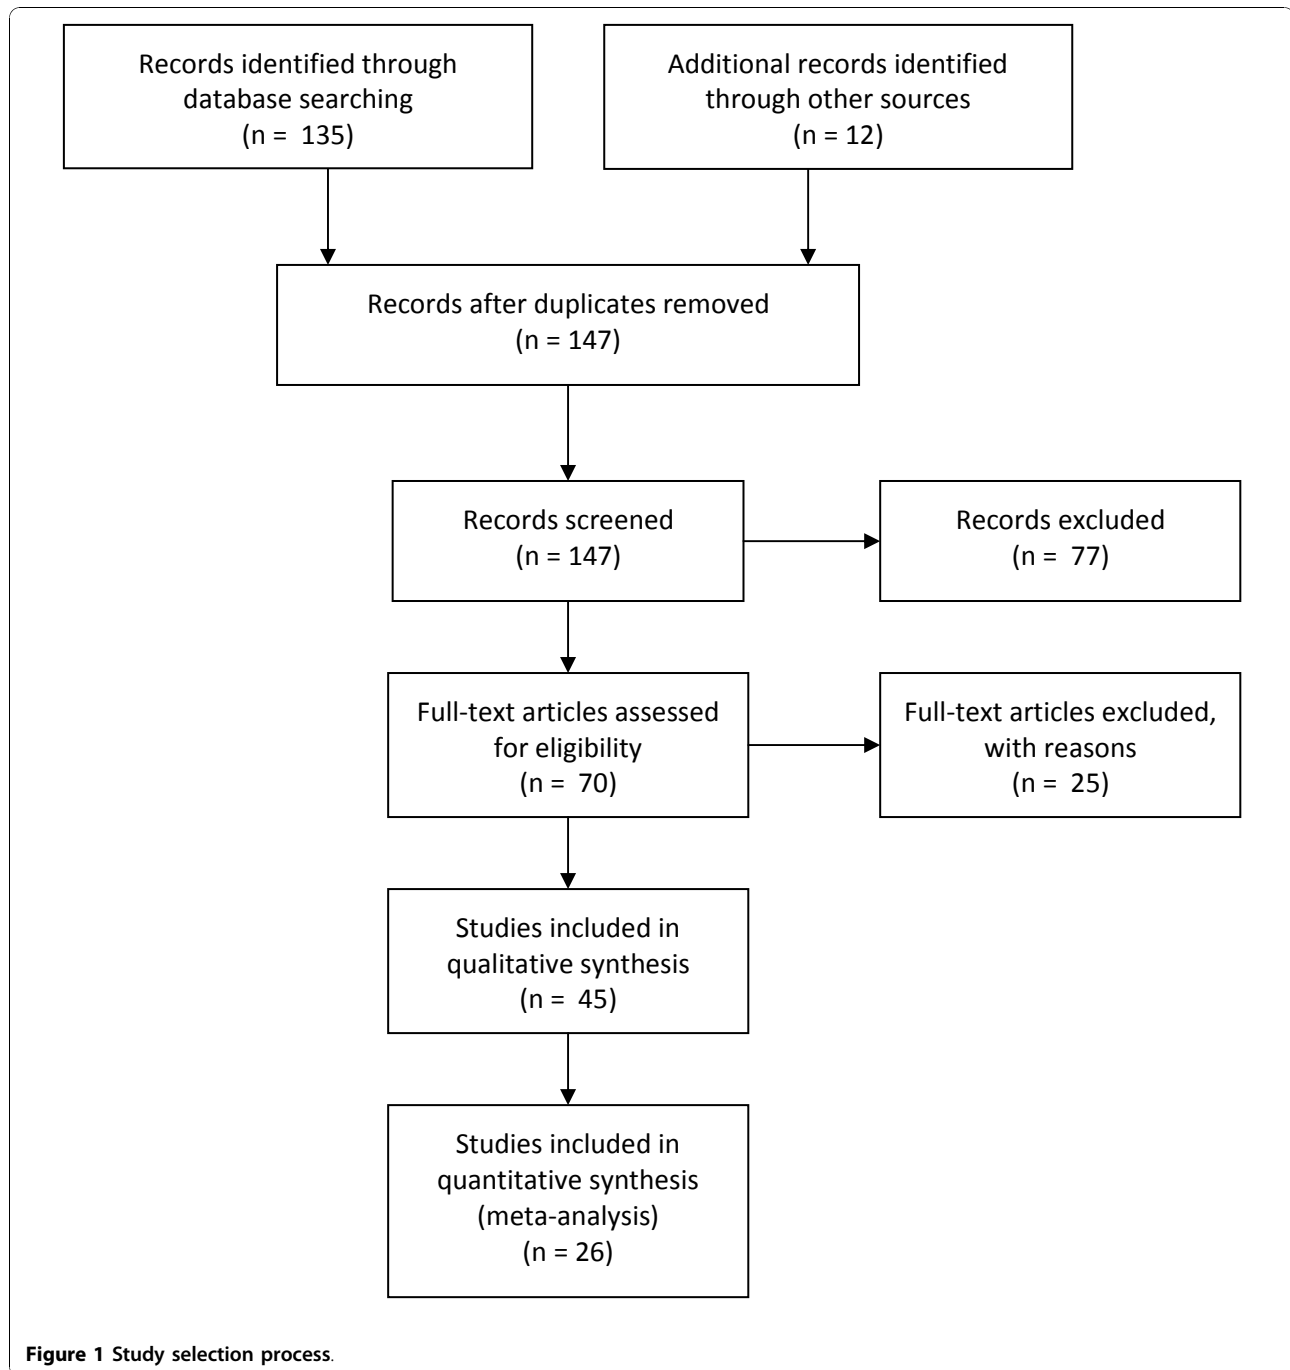 Records identified through
database searching
(n = 135)
Additional records identified
through other sources
(n = 12)
Records after duplicates removed
(n = 147)
Records screened
(n = 147)
Records excluded
(n = 77)
Full-text articles assessed
for eligibility
(n = 70)
Full-text articles excluded,
with reasons
(n = 25)
Studies included in
qualitative synthesis
(n = 45)
Studies included in
quantitative synthesis
(meta-analysis)
(n = 26)
Figure 1 Study selection process.